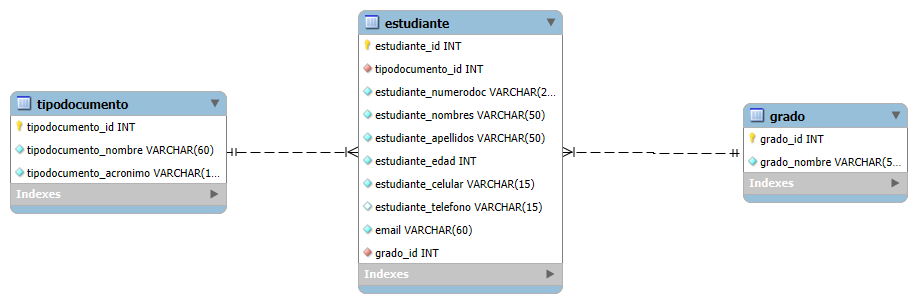 tipodocumento
tipodocumento_id INT
tipodocumento_nombre VARCHAR(60)
tipodocumento_acronimo VARCHAR(1...
Indexes
estudiante
estudiante_id INT
tipodocumento_id INT
estudiante_numerodoc VARCHAR(2...
estudiante_nombres VARCHAR(50)
estudiante_apellidos VARCHAR(50)
estudiante_edad INT
estudiante_celular VARCHAR(15)
estudiante_telefono VARCHAR(15)
email VARCHAR(60)
grado_id INT
Indexes
grado
grado_id INT
grado_nombre VARCHAR(5...
Indexes